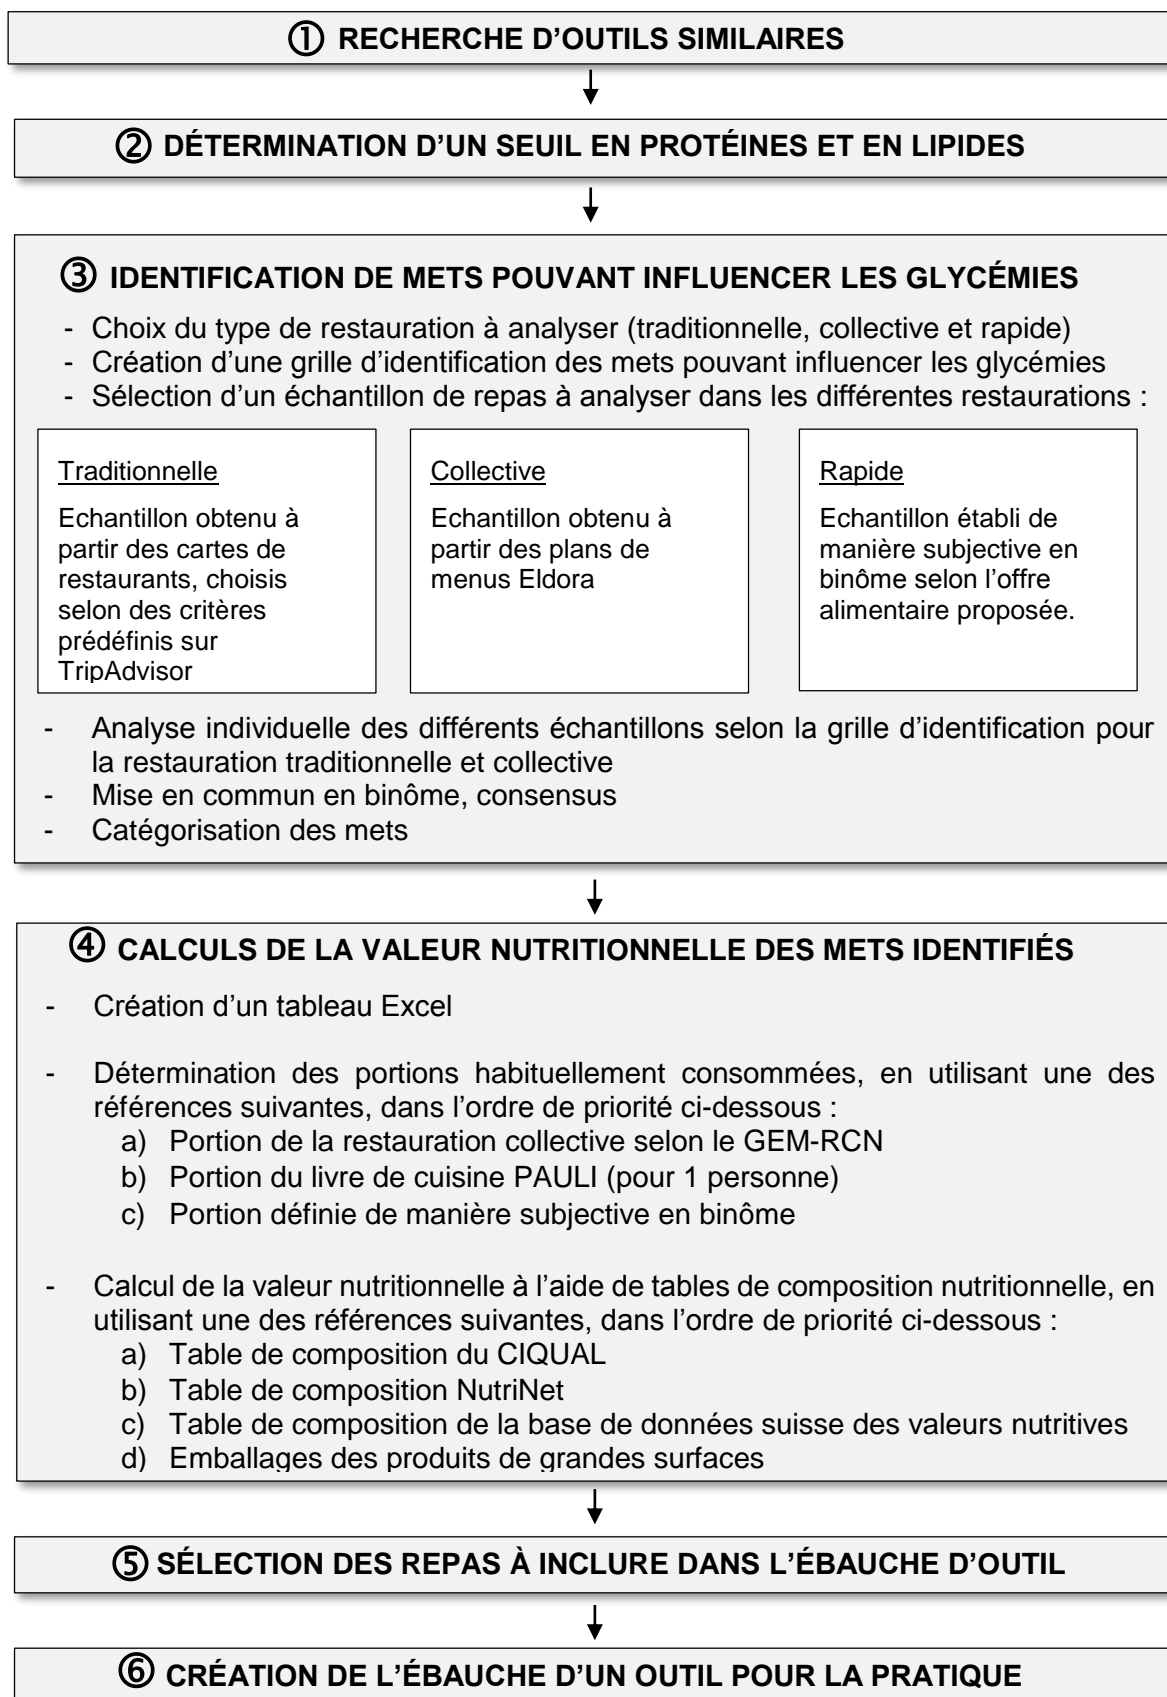 ① RECHERCHE D'OUTILS SIMILAIRES
② DÉTERMINATION D'UN SEUIL EN PROTÉINES ET EN LIPIDES
③ IDENTIFICATION DE METS POUVANT INFLUENCER LES GLYCÉMIES
- Choix du type de restauration à analyser (traditionnelle, collective et rapide)
- Création d'une grille d'identification des mets pouvant influencer les glycémies
- Sélection d'un échantillon de repas à analyser dans les différentes restaurations :
Traditionnelle
Echantillon obtenu à
partir des cartes de
restaurants, choisis
selon des critères
prédéfinis sur
TripAdvisor
Collective
Echantillon obtenu à
partir des plans de
menus Eldora
Rapide
Echantillon établi de
manière subjective en
binôme selon l'offre
alimentaire proposée.
- Analyse individuelle des différents échantillons selon la grille d'identification pour
la restauration traditionnelle et collective
- Mise en commun en binôme, consensus
- Catégorisation des mets
④ CALCULS DE LA VALEUR NUTRITIONNELLE DES METS IDENTIFIÉS
- Création d'un tableau Excel
- Détermination des portions habituellement consommées, en utilisant une des
références suivantes, dans l'ordre de priorité ci-dessous :
a) Portion de la restauration collective selon le GEM-RCN
b) Portion du livre de cuisine PAULI (pour 1 personne)
c) Portion définie de manière subjective en binôme
- Calcul de la valeur nutritionnelle à l'aide de tables de composition nutritionnelle, en
utilisant une des références suivantes, dans l'ordre de priorité ci-dessous :
a) Table de composition du CIQUAL
b) Table de composition NutriNet
c) Table de composition de la base de données suisse des valeurs nutritives
d) Emballages des produits de grandes surfaces
⑤ SÉLECTION DES REPAS À INCLURE DANS L'ÉBAUCHE D'OUTIL
⑥ CRÉATION DE L'ÉBAUCHE D'UN OUTIL POUR LA PRATIQUE